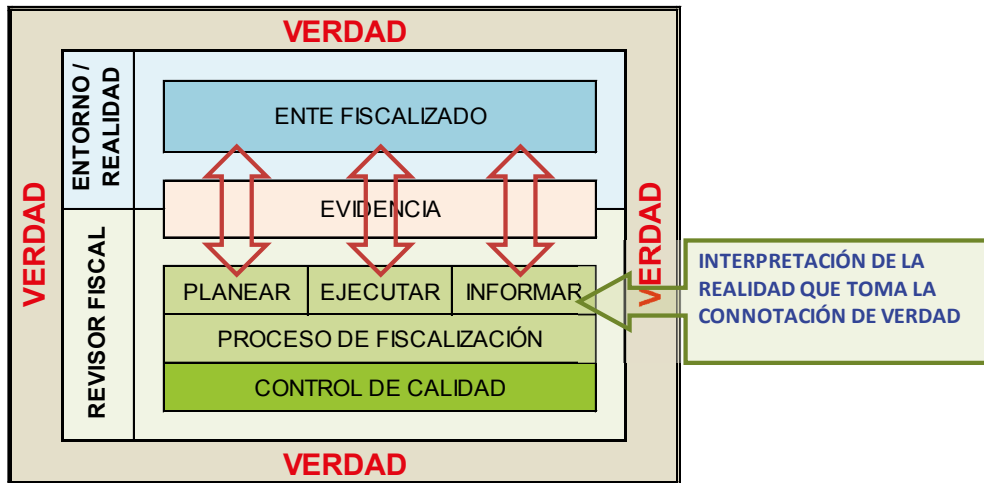 VERDAD
ENTORNO /
REALIDAD
ENTE FISCALIZADO
EVIDENCIA
VERDAD
VERDAD
REVISOR FISCAL
PLANEAR
EJECUTAR
INFORMAR
PROCESO DE FISCALIZACIÓN
CONTROL DE CALIDAD
INTERPRETACIÓN DE LA
REALIDAD QUE TOMA LA
CONNOTACIÓN DE VERDAD
VERDAD